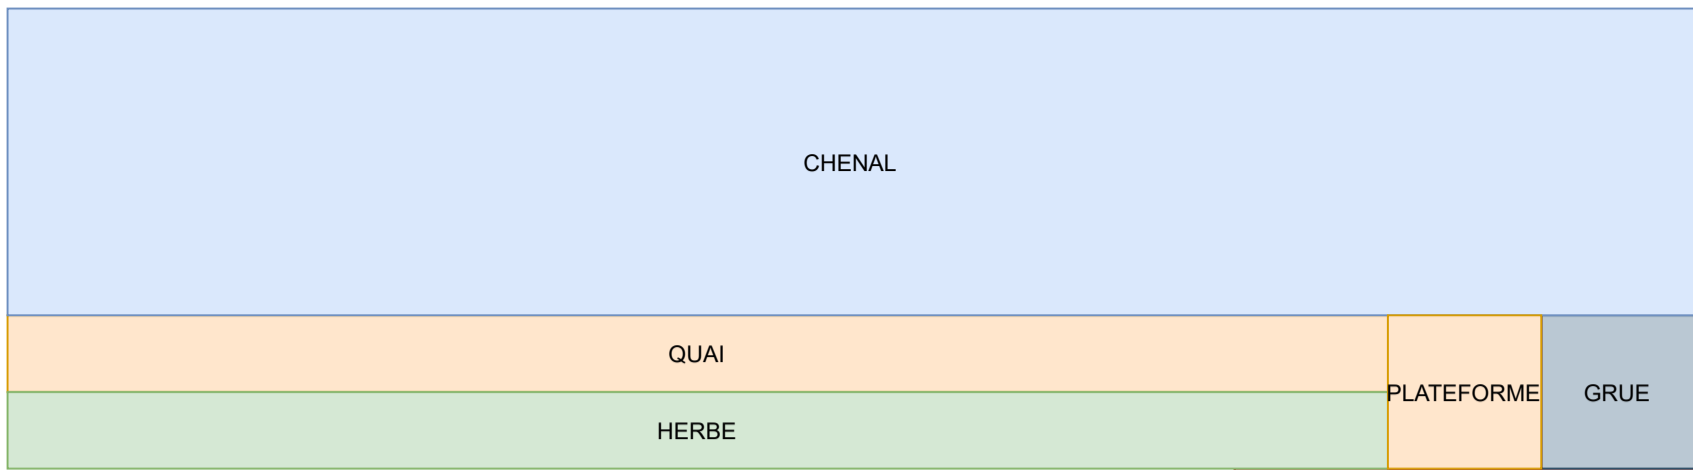 CHENAL
QUAI
PLATEFORME
GRUE
HERBE